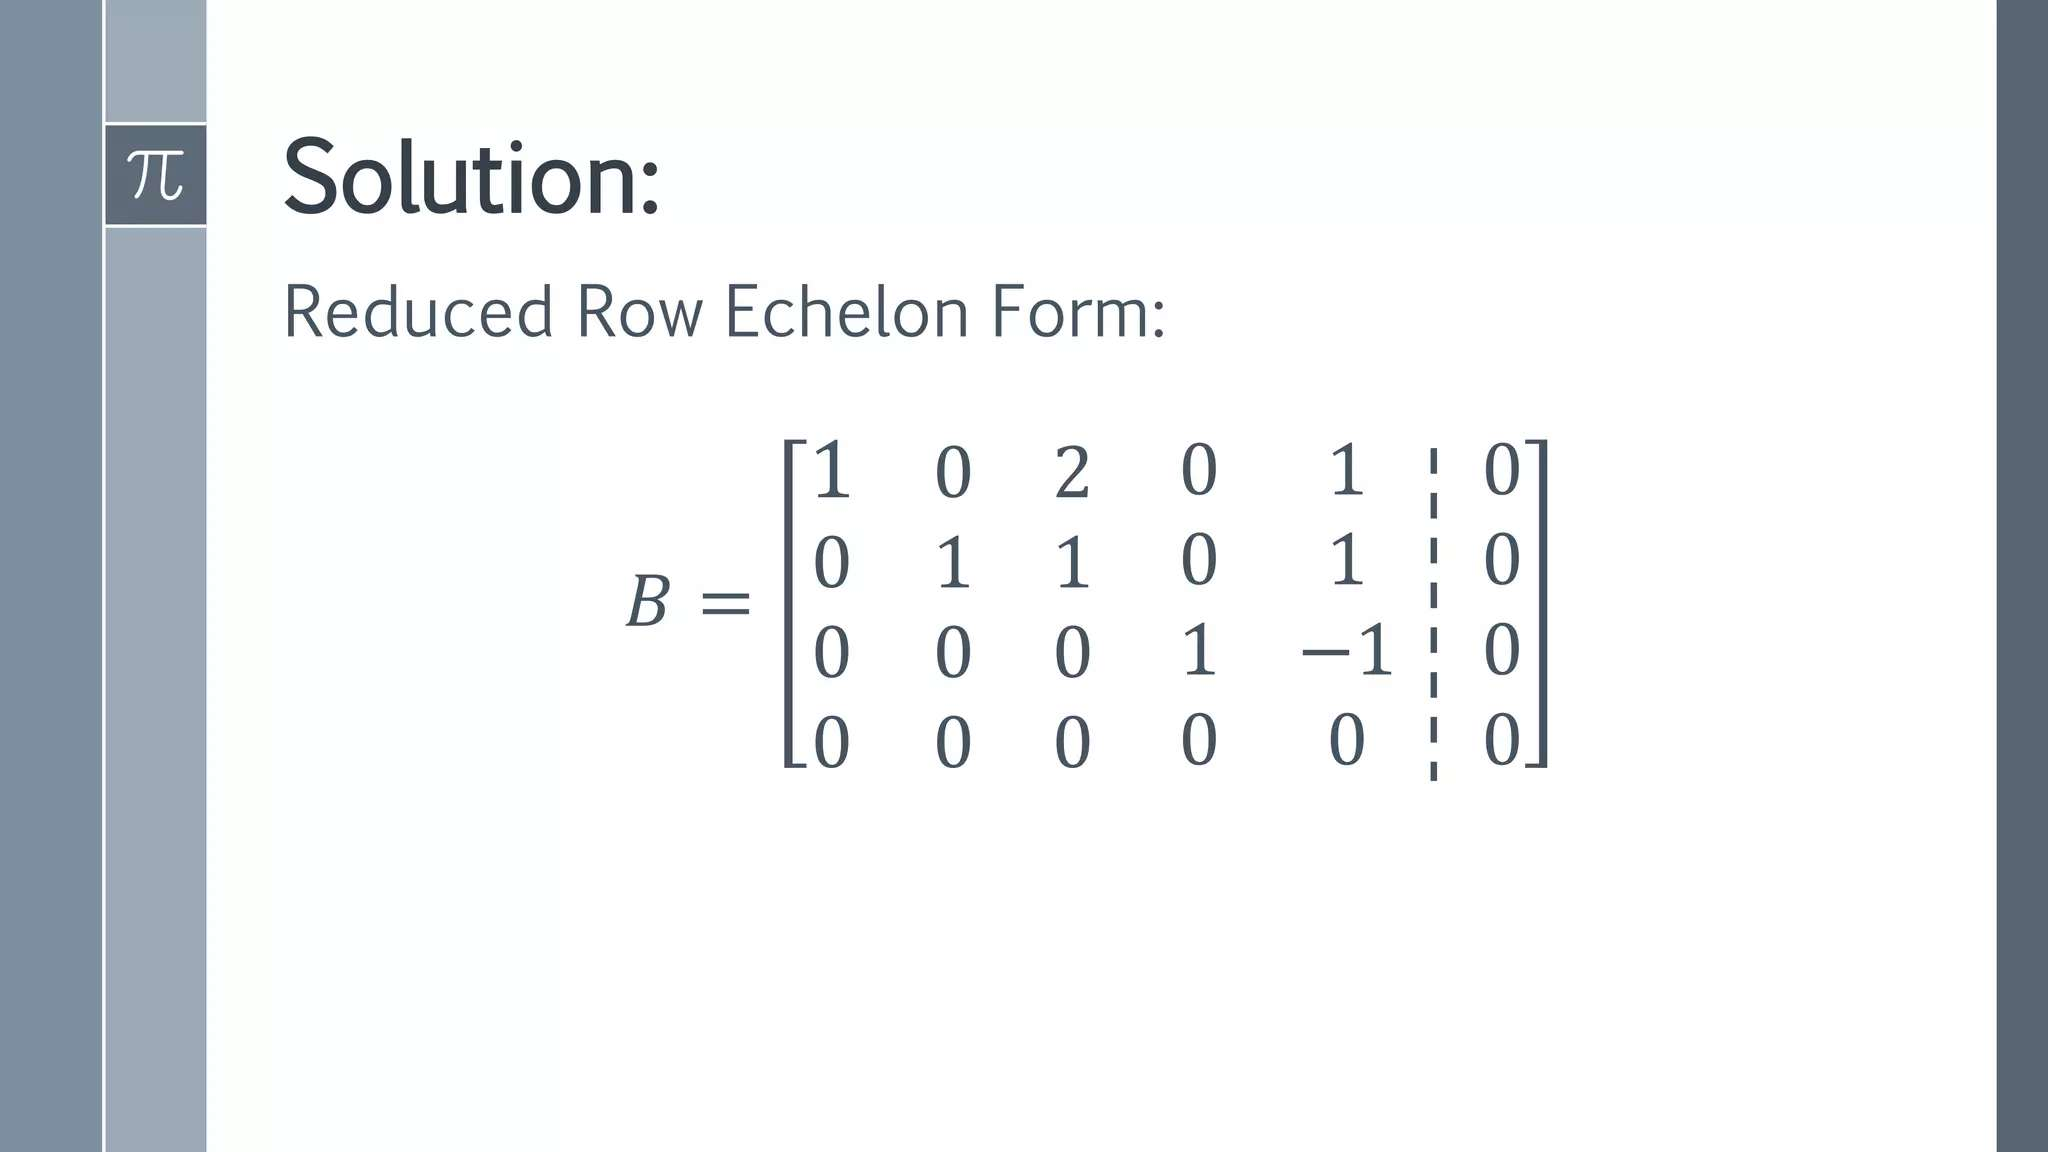 π
Solution:
Reduced Row Echelon Form:
1 0 2 0 1 0
0 1 1 0 1 0
B =
0 0 0 1 −1 0
0 0 0 0 0 0